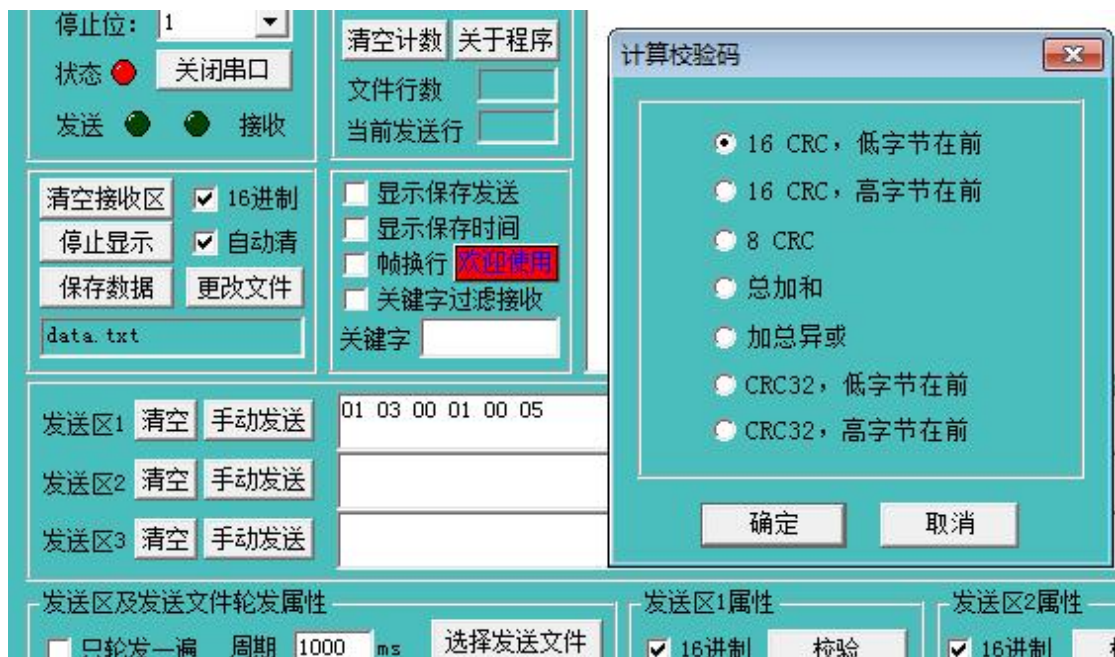 停止位: 1
状态 关闭串口
发送 接收
清空计数 关于程序
文件行数
当前发送行
清空接收区 16进制
停止显示 自动清
保存数据 更改文件
data.txt
显示保存发送
显示保存时间
帧换行 欢迎使用
关键字过滤接收
关键字
发送区1 清空 手动发送 01 03 00 01 00 05
发送区2 清空 手动发送
发送区3 清空 手动发送
计算校验码
16 CRC，低字节在前
16 CRC，高字节在前
8 CRC
总加和
加总异或
CRC32，低字节在前
CRC32，高字节在前
确定 取消
发送区及发送文件轮发属性
只轮发一遍 周期 1000 ms 选择发送文件
发送区1属性
16进制 校验
发送区2属性
16进制